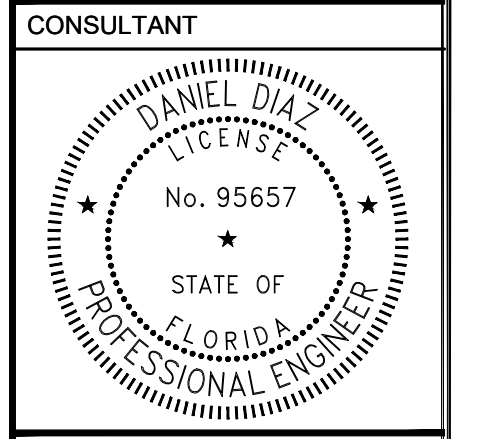 CONSULTANT
DANIEL DIAZ
LICENSE
No. 95657
STATE OF
FLORIDA
PROFESSIONAL ENGINEER